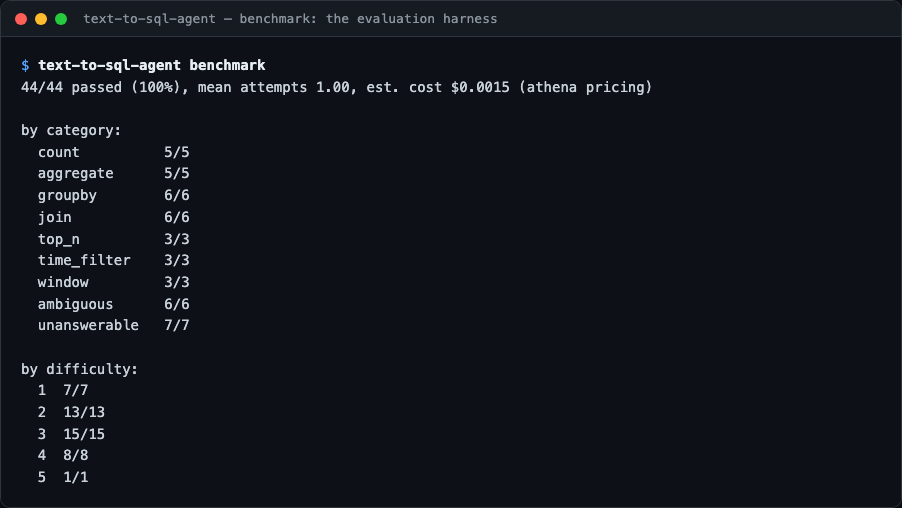 text-to-sql-agent — benchmark: the evaluation harness
$ text-to-sql-agent benchmark
44/44 passed (100%), mean attempts 1.00, est. cost $0.0015 (athena pricing)
by category:
count 5/5
aggregate 5/5
groupby 6/6
join 6/6
top_n 3/3
time_filter 3/3
window 3/3
ambiguous 6/6
unanswerable 7/7
by difficulty:
1 7/7
2 13/13
3 15/15
4 8/8
5 1/1